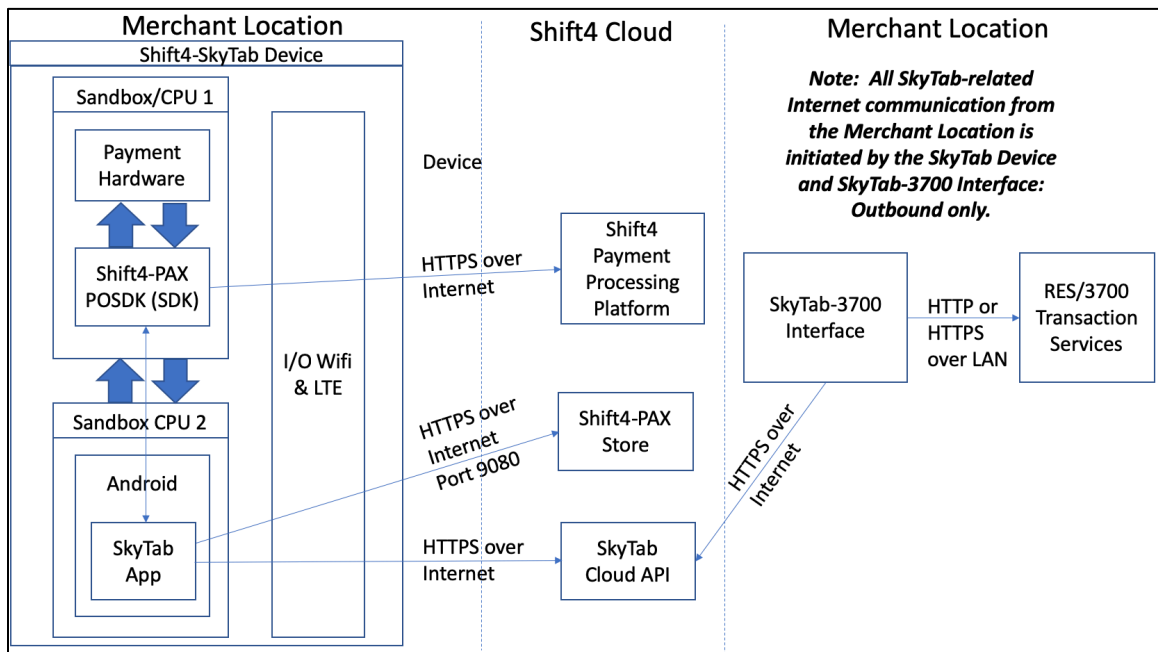 Merchant Location
Shift4-SkyTab Device
Sandbox/CPU 1
Payment
Hardware
Shift4-PAX
POSDK (SDK)
Sandbox CPU 2
Android
SkyTab
App
I/O Wifi
& LTE
Device
HTTPS over
Internet
HTTPS over
Internet
Port 9080
HTTPS over
Internet
Shift4 Cloud
Shift4
Payment
Processing
Platform
Shift4-PAX
Store
SkyTab
Cloud API
Merchant Location
Note:  All SkyTab-related
Internet communication from
the Merchant Location is
initiated by the SkyTab Device
and SkyTab-3700 Interface:
Outbound only.
SkyTab-3700
Interface
HTTP or
HTTPS
over LAN
RES/3700
Transaction
Services
HTTPS over
Internet